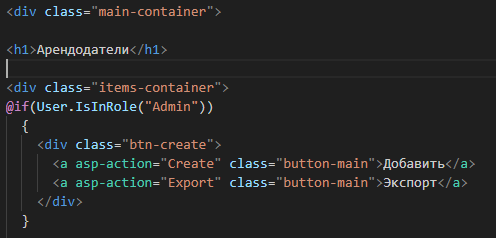 <div class="main-container">
<h1>Арендодатели</h1>
<div class="items-container">
@if(User.IsInRole("Admin"))
{
<div class="btn-create">
<a asp-action="Create" class="button-main">Добавить</a>
<a asp-action="Export" class="button-main">Экспорт</a>
</div>
}